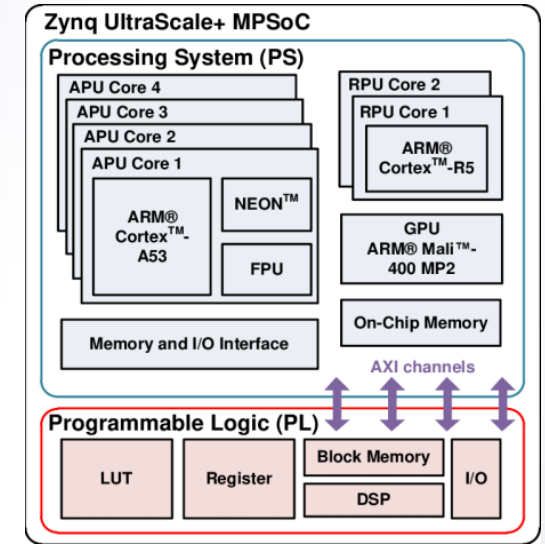 Zynq UltraScale+ MPSoC
Processing System (PS)
APU Core 4
APU Core 3
APU Core 2
APU Core 1
ARM®
Cortex™-
A53
NEON™
FPU
Memory and I/O Interface
RPU Core 2
RPU Core 1
ARM®
Cortex™-R5
GPU
ARM® Mali™-
400 MP2
On-Chip Memory
AXI channels
Programmable Logic (PL)
LUT
Register
Block Memory
DSP
I/O